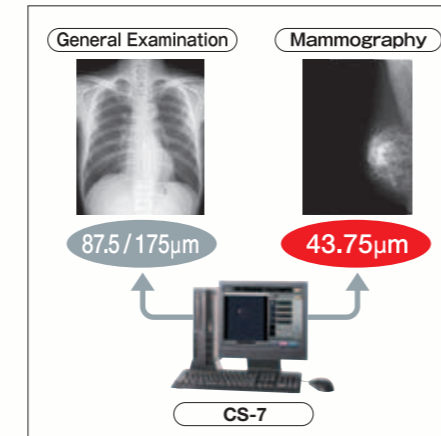 General Examination
Mammography
87.5 / 175μm
43.75μm
CS-7